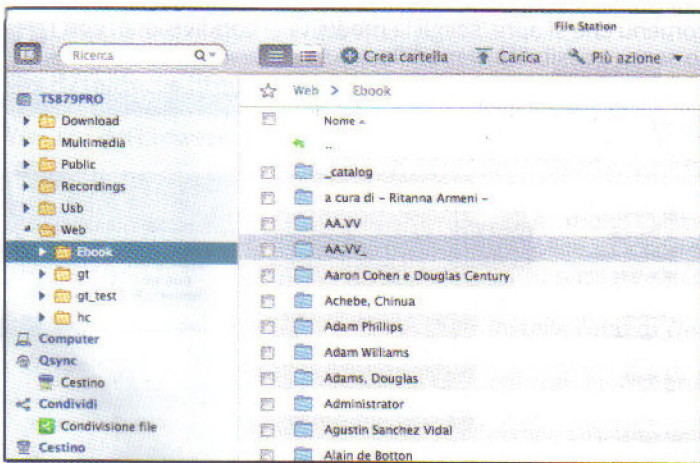 File Station
Ricerca
Crea cartella
Carica
Più azione
TS879PRO
Download
Multimedia
Public
Recordings
Usb
Web
Ebook
gt
gt_test
hc
Computer
Qsync
Cestino
Condividi
Condivisione file
Cestino
Web > Ebook
Nome
..
_catalog
a cura di - Ritanna Armeni -
AA.VV
AA.VV_
Aaron Cohen e Douglas Century
Achebe, Chinua
Adam Phillips
Adam Williams
Adams, Douglas
Administrator
Agustin Sanchez Vidal
Alain de Botton